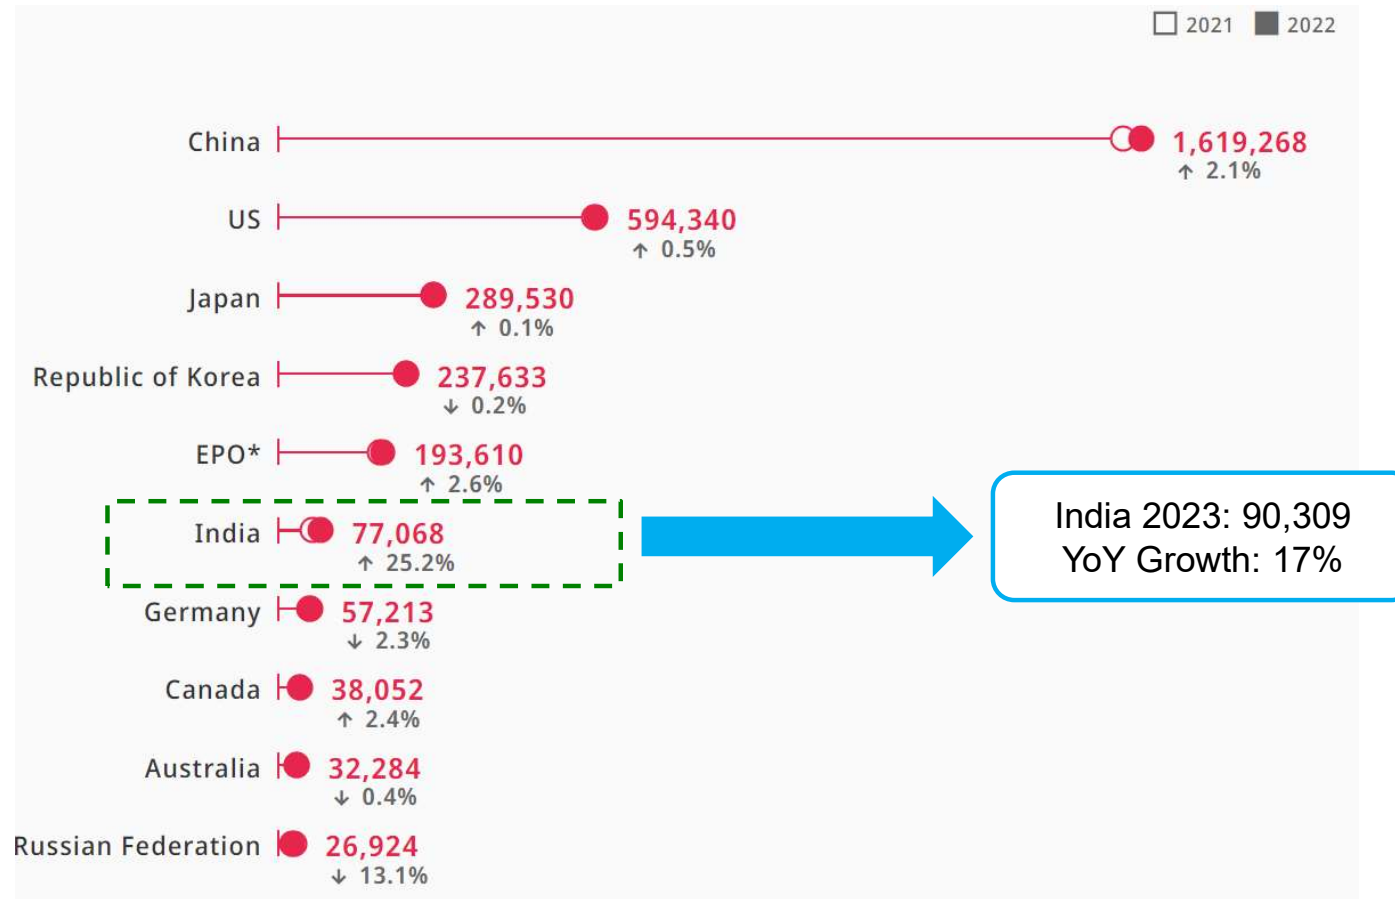 2021 2022
China 1,619,268
↑ 2.1%
US 594,340
↑ 0.5%
Japan 289,530
↑ 0.1%
Republic of Korea 237,633
↓ 0.2%
EPO* 193,610
↑ 2.6%
India 77,068
↑ 25.2%
India 2023: 90,309
YoY Growth: 17%
Germany 57,213
↓ 2.3%
Canada 38,052
↑ 2.4%
Australia 32,284
↓ 0.4%
Russian Federation 26,924
↓ 13.1%